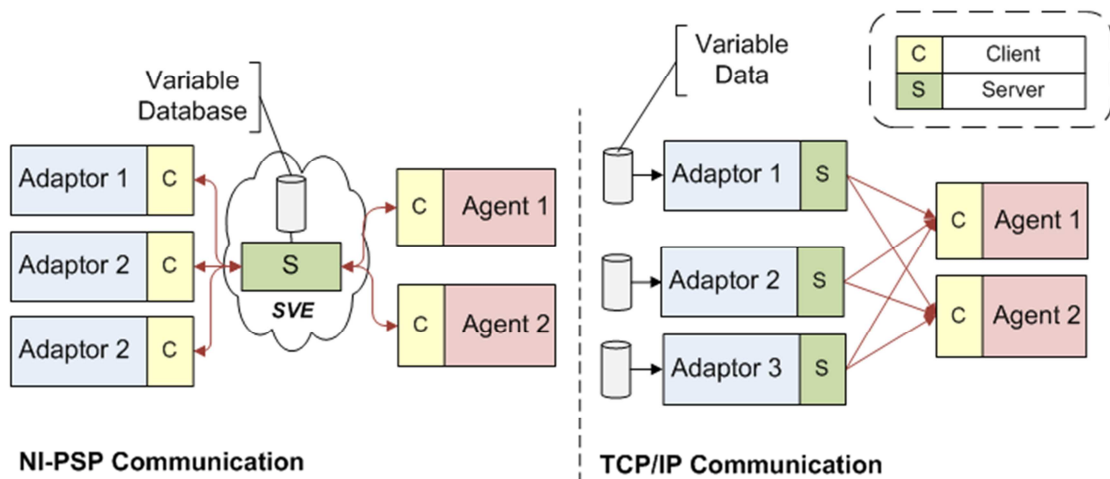 Variable
Database
Adaptor 1
C
Adaptor 2
C
Adaptor 2
C
S
SVE
C
Agent 1
C
Agent 2
NI-PSP Communication
Variable
Data
C
Client
S
Server
Adaptor 1
S
Adaptor 2
S
Adaptor 3
S
C
Agent 1
C
Agent 2
TCP/IP Communication